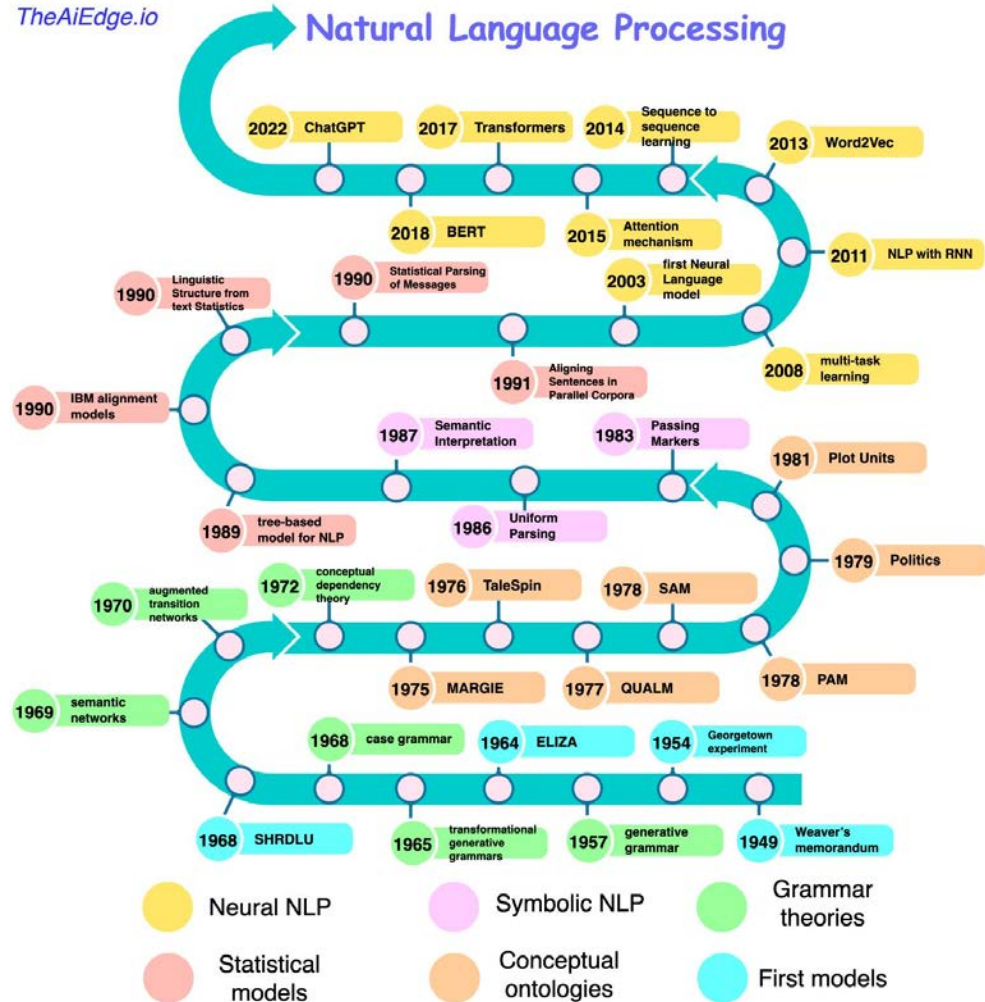 TheAiEdge.io
Natural Language Processing
2022
ChatGPT
2017
Transformers
2014
Sequence to
sequence
learning
2013
Word2Vec
2018
BERT
2015
Attention
mechanism
2011
NLP with RNN
1990
Linguistic
Structure from
text Statistics
1990
Statistical Parsing
of Messages
2003
first Neural
Language
model
2008
multi-task
learning
1990
IBM alignment
models
1991
Aligning
Sentences in
Parallel Corpora
1987
Semantic
Interpretation
1983
Passing
Markers
1981
Plot Units
1989
tree-based
model for NLP
1986
Uniform
Parsing
1979
Politics
1970
augmented
transition
networks
1972
conceptual
dependency
theory
1976
TaleSpin
1978
SAM
1975
MARGIE
1977
QUALM
1978
PAM
1969
semantic
networks
1968
case grammar
1964
ELIZA
1954
Georgetown
experiment
1968
SHRDLU
1965
transformational
generative
grammars
1957
generative
grammar
1949
Weaver's
memorandum
Neural NLP
Symbolic NLP
Grammar
theories
Statistical
models
Conceptual
ontologies
First models